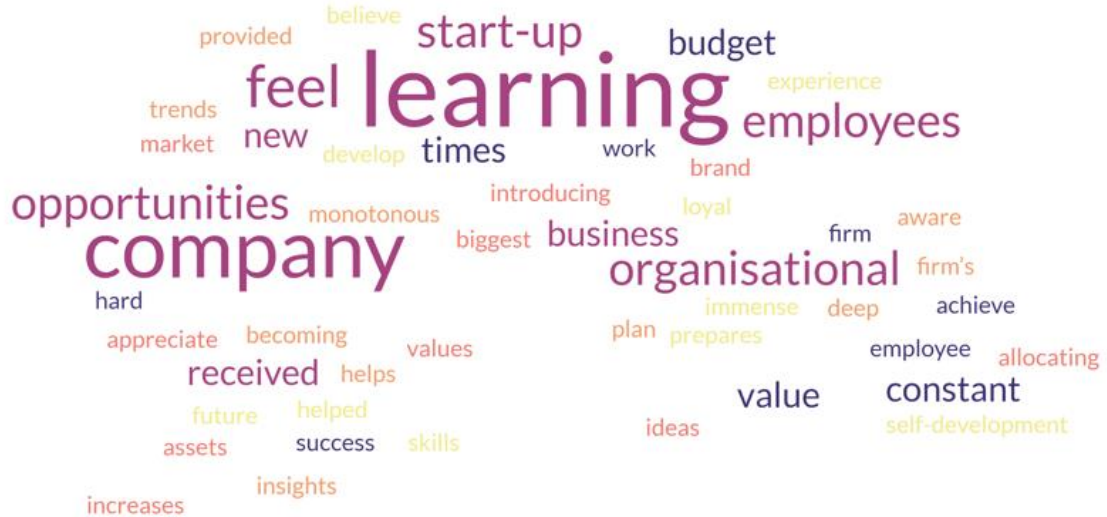 believe
provided start-up budget
feel learning experience
trends employees
market new develop times work
brand
opportunities monotonous introducing loyal aware
company biggest business firm
organisational firm's
hard immense deep achieve
appreciate becoming values plan prepares employee allocating
received helps value constant
future helped ideas self-development
assets success skills
insights
increases